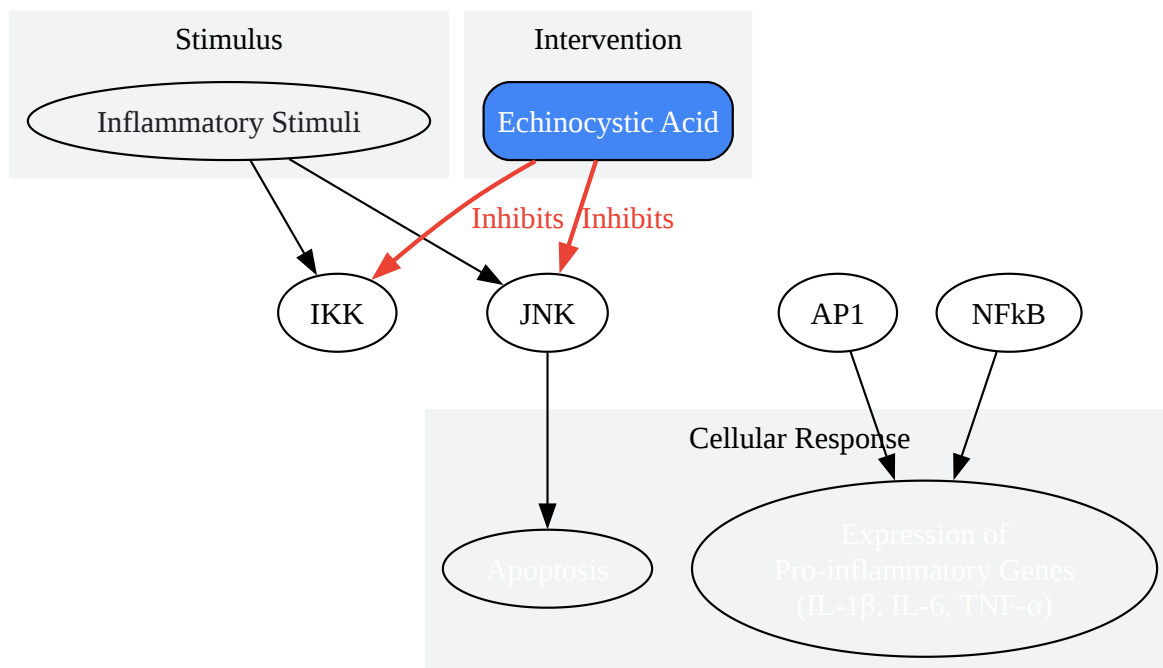 Stimulus
Intervention
Inflammatory Stimuli
Echinocystic Acid
Inhibits
Inhibits
IKK
JNK
AP1
NFkB
Cellular Response
Apoptosis
Expression of
Pro-inflammatory Genes
(IL-1β, IL-6, TNF-α)